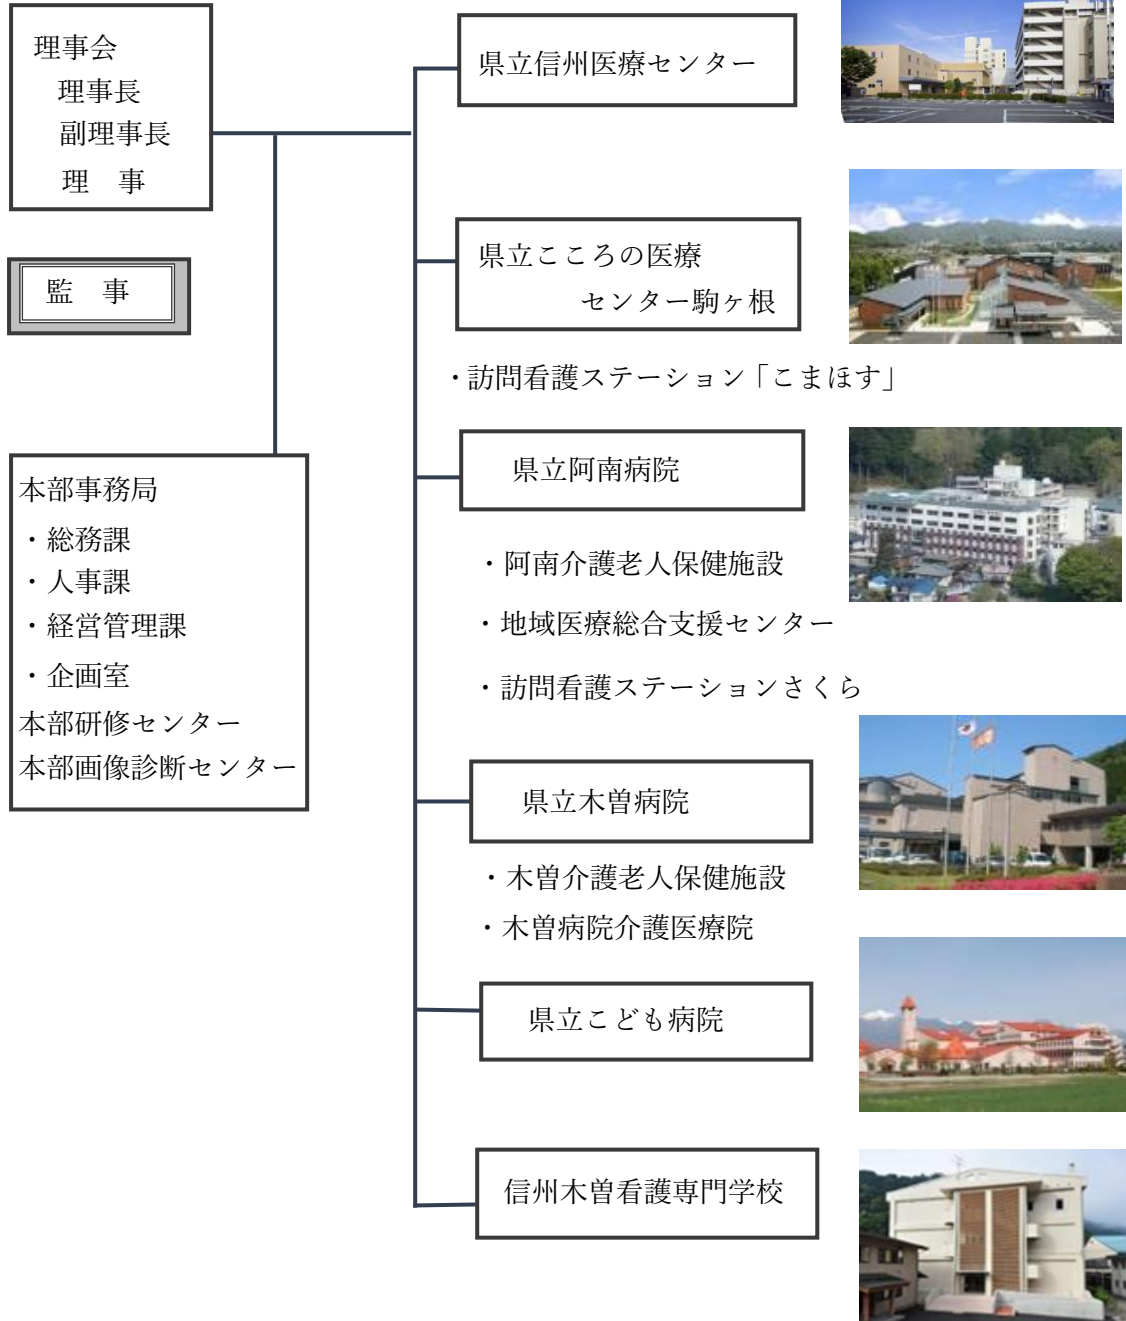 理事会
理事長
副理事長
理　事
監　事
本部事務局
・総務課
・人事課
・経営管理課
・企画室
本部研修センター
本部画像診断センター
県立信州医療センター
県立こころの医療
センター駒ヶ根
・訪問看護ステーション「こまほす」
県立阿南病院
・阿南介護老人保健施設
・地域医療総合支援センター
・訪問看護ステーションさくら
県立木曽病院
・木曽介護老人保健施設
・木曽病院介護医療院
県立こども病院
信州木曽看護専門学校